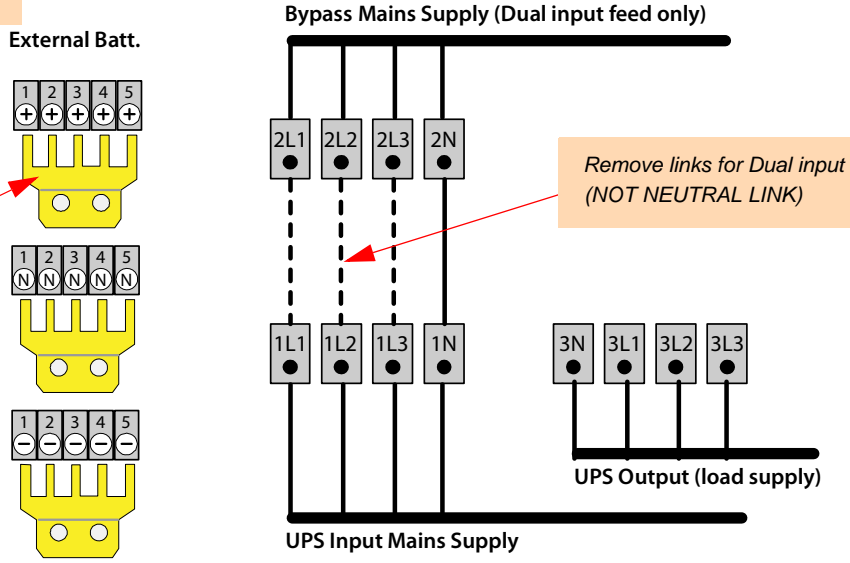 Bypass Mains Supply (Dual input feed only)
External Batt.
1 2 3 4 5
+ + + + +
2L1 2L2 2L3 2N
Remove links for Dual input
(NOT NEUTRAL LINK)
1 2 3 4 5
N N N N N
1L1 1L2 1L3 1N
3N 3L1 3L2 3L3
1 2 3 4 5
− − − − −
UPS Output (load supply)
UPS Input Mains Supply